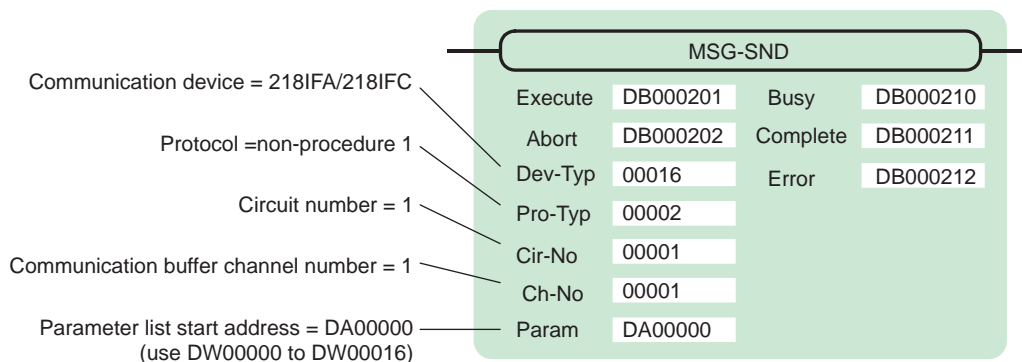 MSG-SND
Communication device = 218IFA/218IFC
Execute DB000201 Busy DB000210
Protocol =non-procedure 1
Abort DB000202 Complete DB000211
Dev-Typ 00016 Error DB000212
Circuit number = 1
Pro-Typ 00002
Cir-No 00001
Communication buffer channel number = 1
Ch-No 00001
Parameter list start address = DA00000
Param DA00000
(use DW00000 to DW00016)